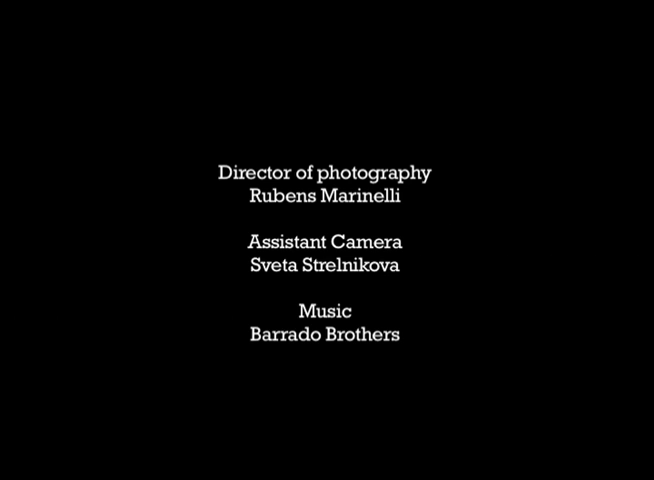 Director of photography
Rubens Marinelli
Assistant Camera
Sveta Strelnikova
Music
Barrado Brothers